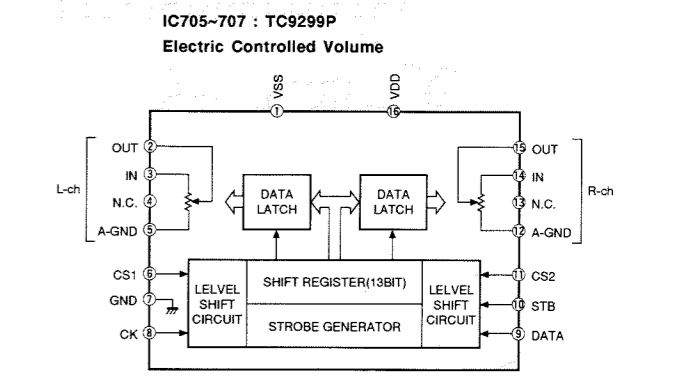 IC705~707 : TC9299P
Electric Controlled Volume
VSS
VDD
1
16
OUT 2
IN 3
N.C. 4
A-GND 5
L-ch
15 OUT
14 IN
13 N.C.
12 A-GND
R-ch
DATA
LATCH
DATA
LATCH
CS1 6
GND 7
CK 8
LELVEL
SHIFT
CIRCUIT
SHIFT REGISTER(13BIT)
STROBE GENERATOR
LELVEL
SHIFT
CIRCUIT
11 CS2
10 STB
9 DATA